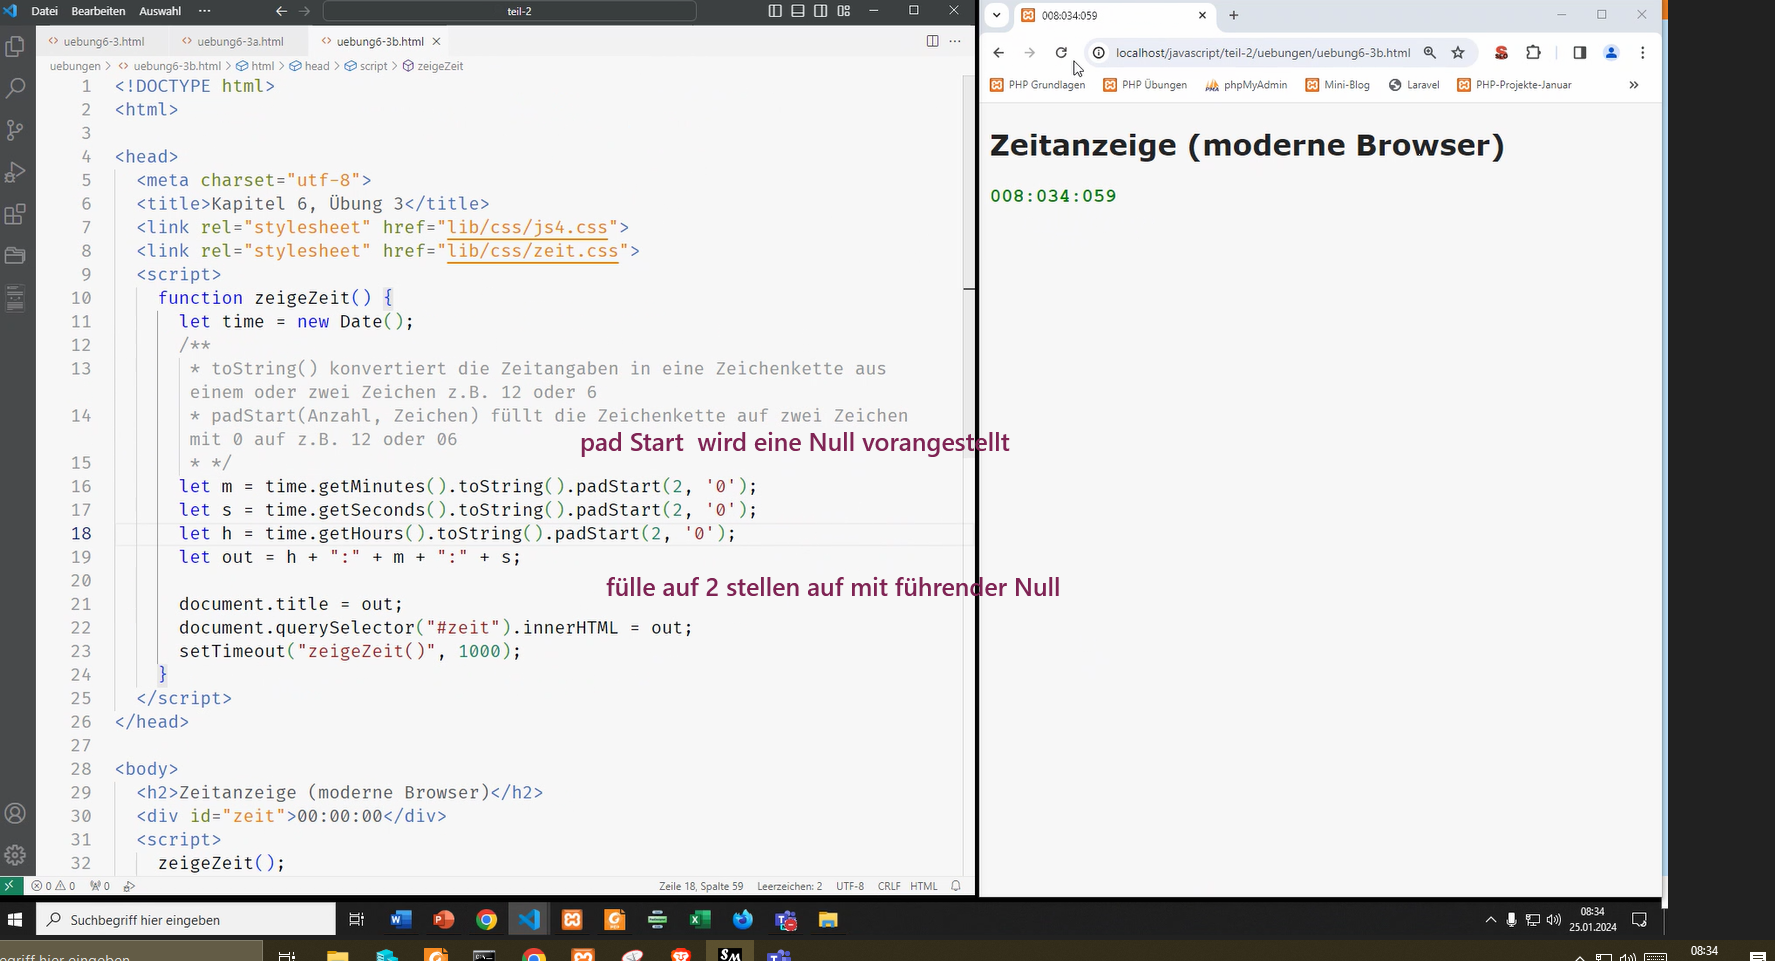 Datei Bearbeiten Auswahl ··· teil-2
uebung6-3.html uebung6-3a.html uebung6-3b.html
uebungen > uebung6-3b.html > html > head > script > zeigeZeit
1 <!DOCTYPE html>
2 <html>
3
4 <head>
5 <meta charset="utf-8">
6 <title>Kapitel 6, Übung 3</title>
7 <link rel="stylesheet" href="lib/css/js4.css">
8 <link rel="stylesheet" href="lib/css/zeit.css">
9 <script>
10 function zeigeZeit() {
11 let time = new Date();
12 /**
13 * toString() konvertiert die Zeitangaben in eine Zeichenkette aus
einem oder zwei Zeichen z.B. 12 oder 6
14 * padStart(Anzahl, Zeichen) füllt die Zeichenkette auf zwei Zeichen
mit 0 auf z.B. 12 oder 06
pad Start wird eine Null vorangestellt
15 * */
16 let m = time.getMinutes().toString().padStart(2, '0');
17 let s = time.getSeconds().toString().padStart(2, '0');
18 let h = time.getHours().toString().padStart(2, '0');
19 let out = h + ":" + m + ":" + s;
20
fülle auf 2 stellen auf mit führender Null
21 document.title = out;
22 document.querySelector("#zeit").innerHTML = out;
23 setTimeout("zeigeZeit()", 1000);
24 }
25 </script>
26 </head>
27
28 <body>
29 <h2>Zeitanzeige (moderne Browser)</h2>
30 <div id="zeit">00:00:00</div>
31 <script>
32 zeigeZeit();
0 0 0 Zeile 18, Spalte 59 Leerzeichen: 2 UTF-8 CRLF HTML
008:034:059
localhost/javascript/teil-2/uebungen/uebung6-3b.html
PHP Grundlagen PHP Übungen phpMyAdmin Mini-Blog Laravel PHP-Projekte-Januar »
Zeitanzeige (moderne Browser)
008:034:059
Suchbegriff hier eingeben
08:34
25.01.2024
griff hier eingeben
08:34